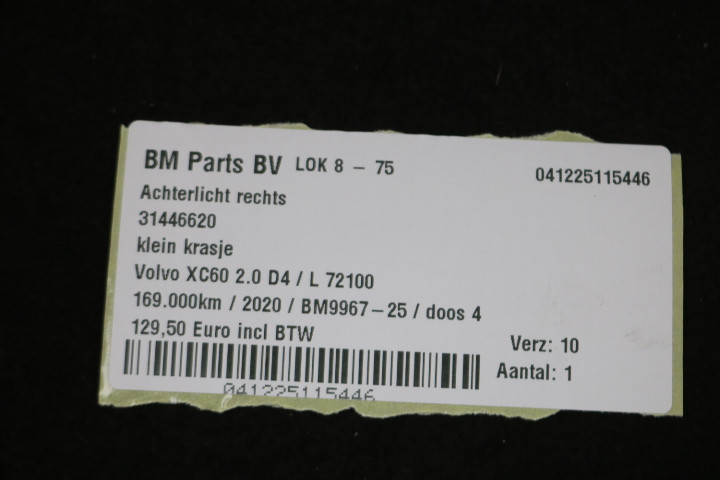 BM Parts BV LOK 8 - 75
041225115446
Achterlicht rechts
31446620
klein krasje
Volvo XC60 2.0 D4 / L 72100
169.000km / 2020 / BM9967-25 / doos 4
129,50 Euro incl BTW
Verz: 10
Aantal: 1
041225115446